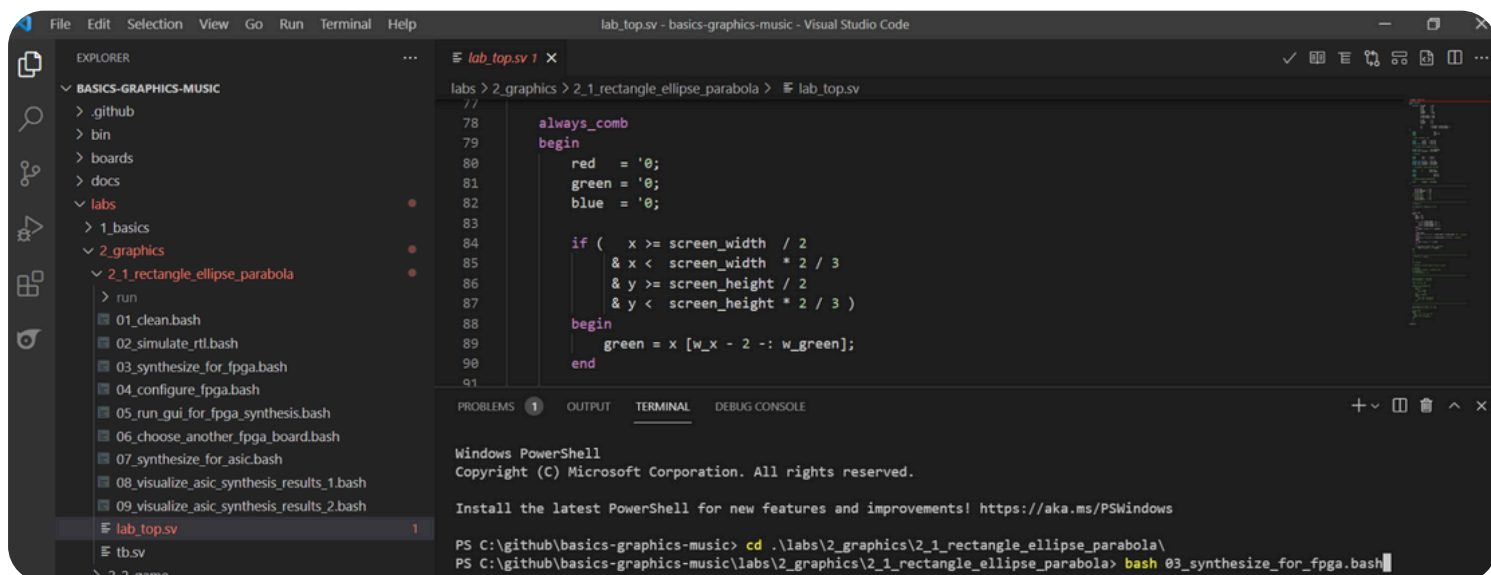 File Edit Selection View Go Run Terminal Help
lab_top.sv - basics-graphics-music - Visual Studio Code
EXPLORER
BASICS-GRAPHICS-MUSIC
.github
bin
boards
docs
labs
1_basics
2_graphics
2_1_rectangle_ellipse_parabola
run
01_clean.bash
02_simulate_rtl.bash
03_synthesize_for_fpga.bash
04_configure_fpga.bash
05_run_gui_for_fpga_synthesis.bash
06_choose_another_fpga_board.bash
07_synthesize_for_asic.bash
08_visualize_asic_synthesis_results_1.bash
09_visualize_asic_synthesis_results_2.bash
lab_top.sv 1
tb.sv
lab_top.sv 1
labs > 2_graphics > 2_1_rectangle_ellipse_parabola > lab_top.sv
77
78 always_comb
79 begin
80 red = '0;
81 green = '0;
82 blue = '0;
83
84 if ( x >= screen_width / 2
85 & x < screen_width * 2 / 3
86 & y >= screen_height / 2
87 & y < screen_height * 2 / 3 )
88 begin
89 green = x [w_x - 2 -: w_green];
90 end
91
PROBLEMS 1 OUTPUT TERMINAL DEBUG CONSOLE
Windows PowerShell
Copyright (C) Microsoft Corporation. All rights reserved.
Install the latest PowerShell for new features and improvements! https://aka.ms/PSWindows
PS C:\github\basics-graphics-music> cd .\labs\2_graphics\2_1_rectangle_ellipse_parabola\
PS C:\github\basics-graphics-music\labs\2_graphics\2_1_rectangle_ellipse_parabola> bash 03_synthesize_for_fpga.bash